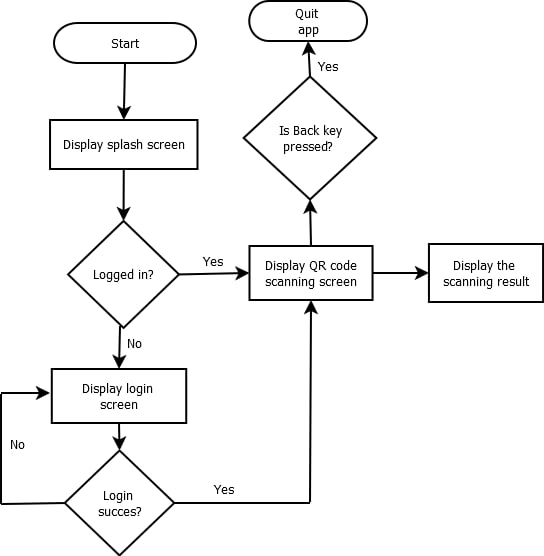 Quit
app
Start
Yes
Is Back key
pressed?
Display splash screen
Logged in?
Yes
Display QR code
scanning screen
Display the
scanning result
No
Display login
screen
No
Login
succes?
Yes